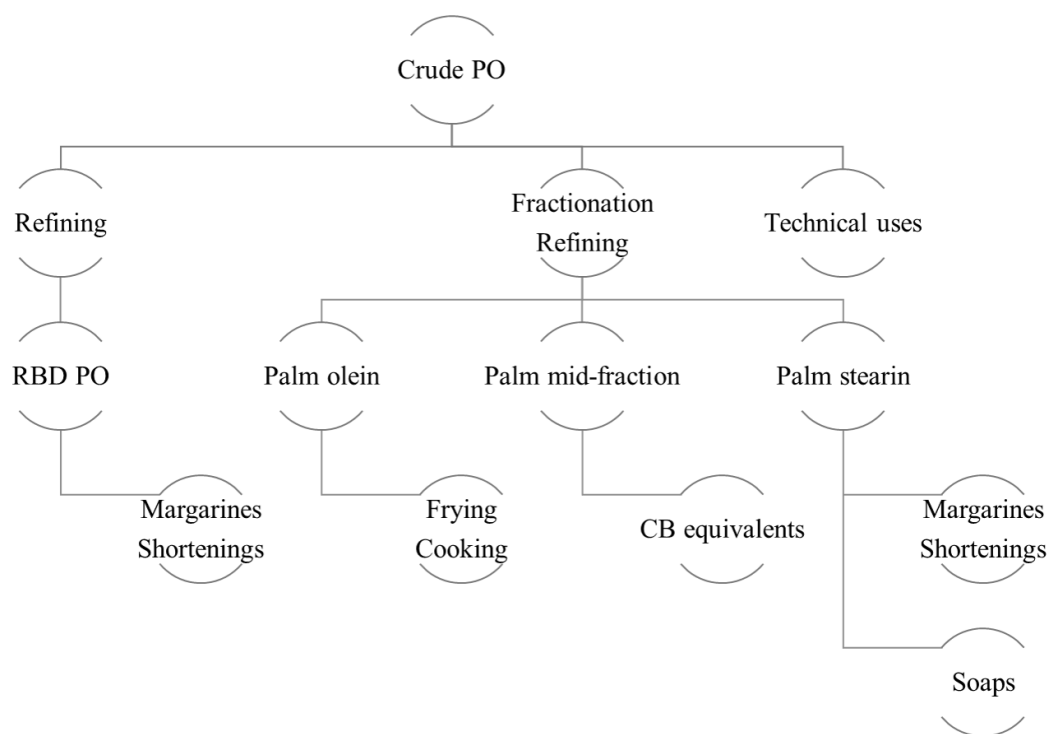 Crude PO
Refining
Fractionation
Refining
Technical uses
RBD PO
Palm olein
Palm mid-fraction
Palm stearin
Margarines
Shortenings
Frying
Cooking
CB equivalents
Margarines
Shortenings
Soaps